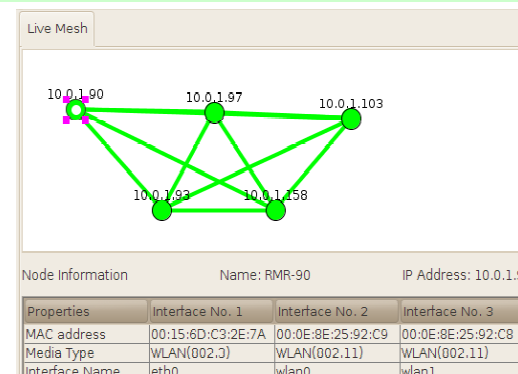 Live Mesh
10.0.1.90
10.0.1.97
10.0.1.103
10.0.1.93
10.0.1.158
Node Information Name: RMR-90 IP Address: 10.0.1.9
Properties Interface No. 1 Interface No. 2 Interface No. 3
MAC address 00:15:6D:C3:2E:7A 00:0E:8E:25:92:C9 00:0E:8E:25:92:C8
Media Type WLAN(802.3) WLAN(802.11) WLAN(802.11)
Interface Name eth0 wlan0 wlan1